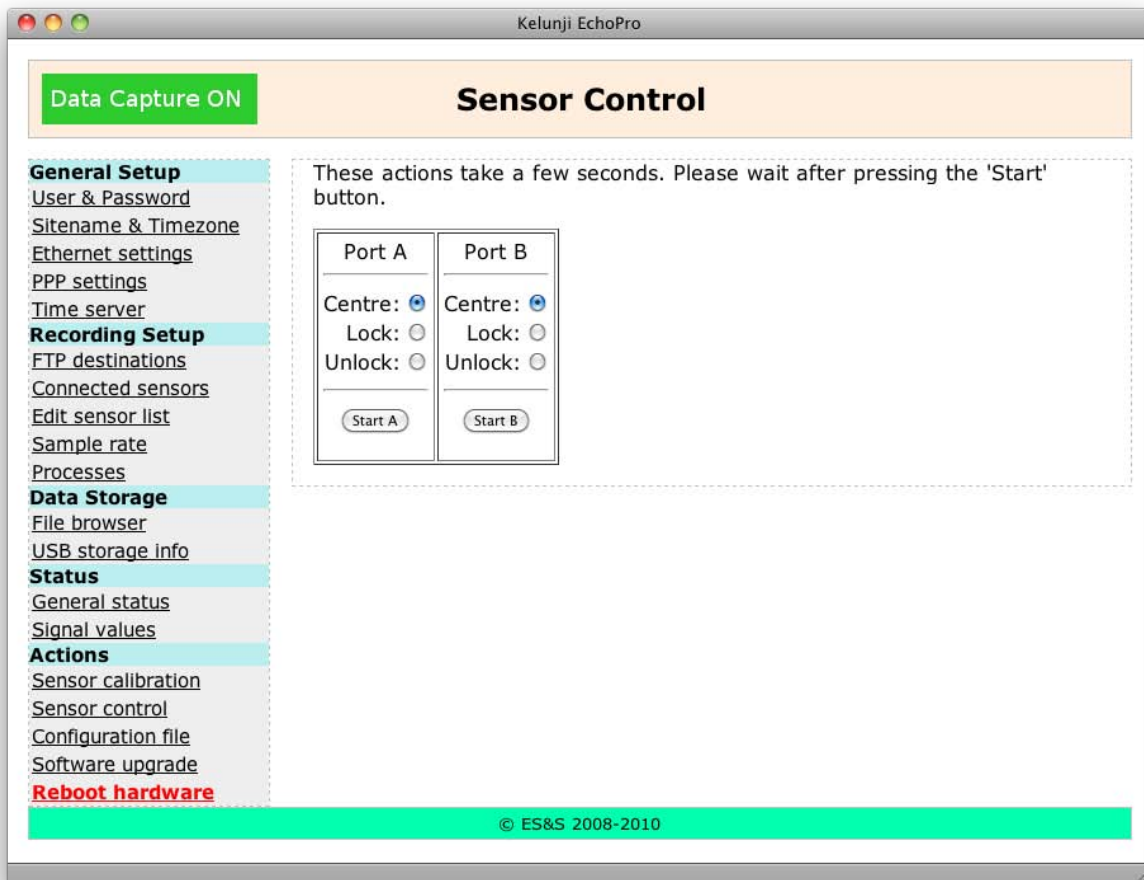 Kelunji EchoPro
Data Capture ON
Sensor Control
General Setup
User & Password
Sitename & Timezone
Ethernet settings
PPP settings
Time server
Recording Setup
FTP destinations
Connected sensors
Edit sensor list
Sample rate
Processes
Data Storage
File browser
USB storage info
Status
General status
Signal values
Actions
Sensor calibration
Sensor control
Configuration file
Software upgrade
Reboot hardware
These actions take a few seconds. Please wait after pressing the 'Start'
button.
Port A
Centre:
Lock:
Unlock:
Start A
Port B
Centre:
Lock:
Unlock:
Start B
© ES&S 2008-2010